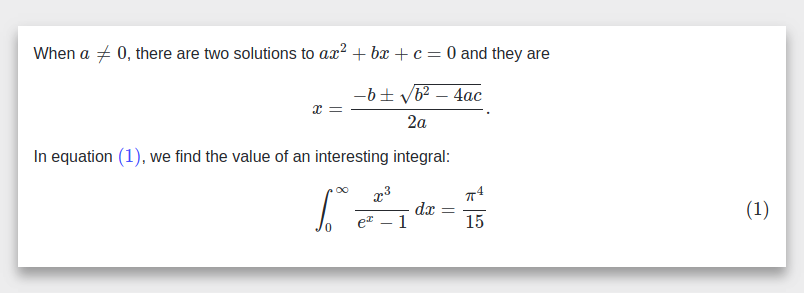 When $a \neq 0$, there are two solutions to $ax^2 + bx + c = 0$ and they are
$$x = \frac{-b \pm \sqrt{b^2 - 4ac}}{2a}.$$
In equation (1), we find the value of an interesting integral:
$$\int_0^\infty \frac{x^3}{e^x - 1} \, dx = \frac{\pi^4}{15} \qquad (1)$$